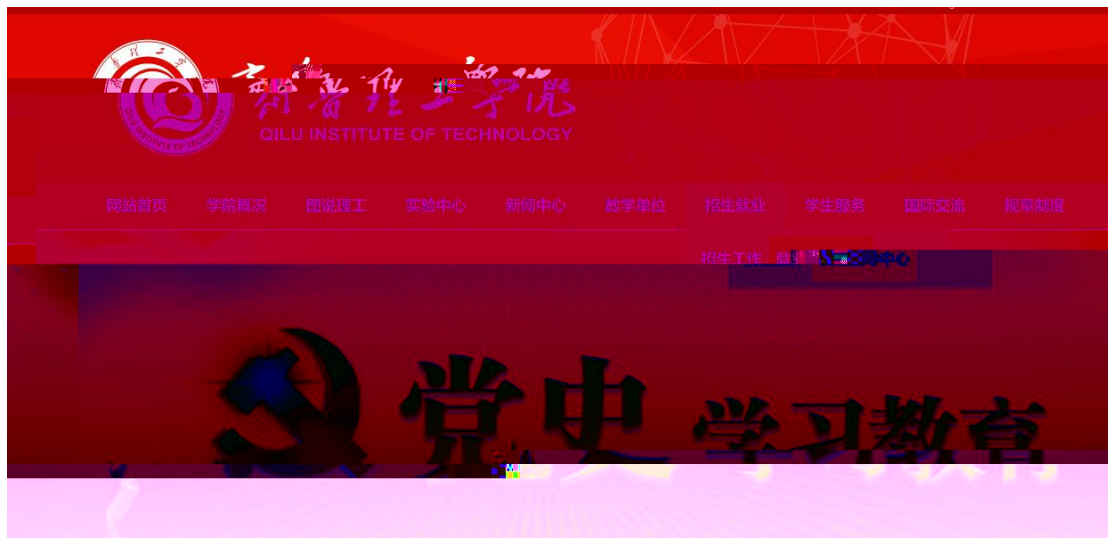 齐鲁理工学院
QILU INSTITUTE OF TECHNOLOGY
网站首页 学院概况 图说理工 实验中心 新闻中心 教学单位 招生就业 学生服务 国际交流 规章制度
招生工作 就 中心
党史 学习教育